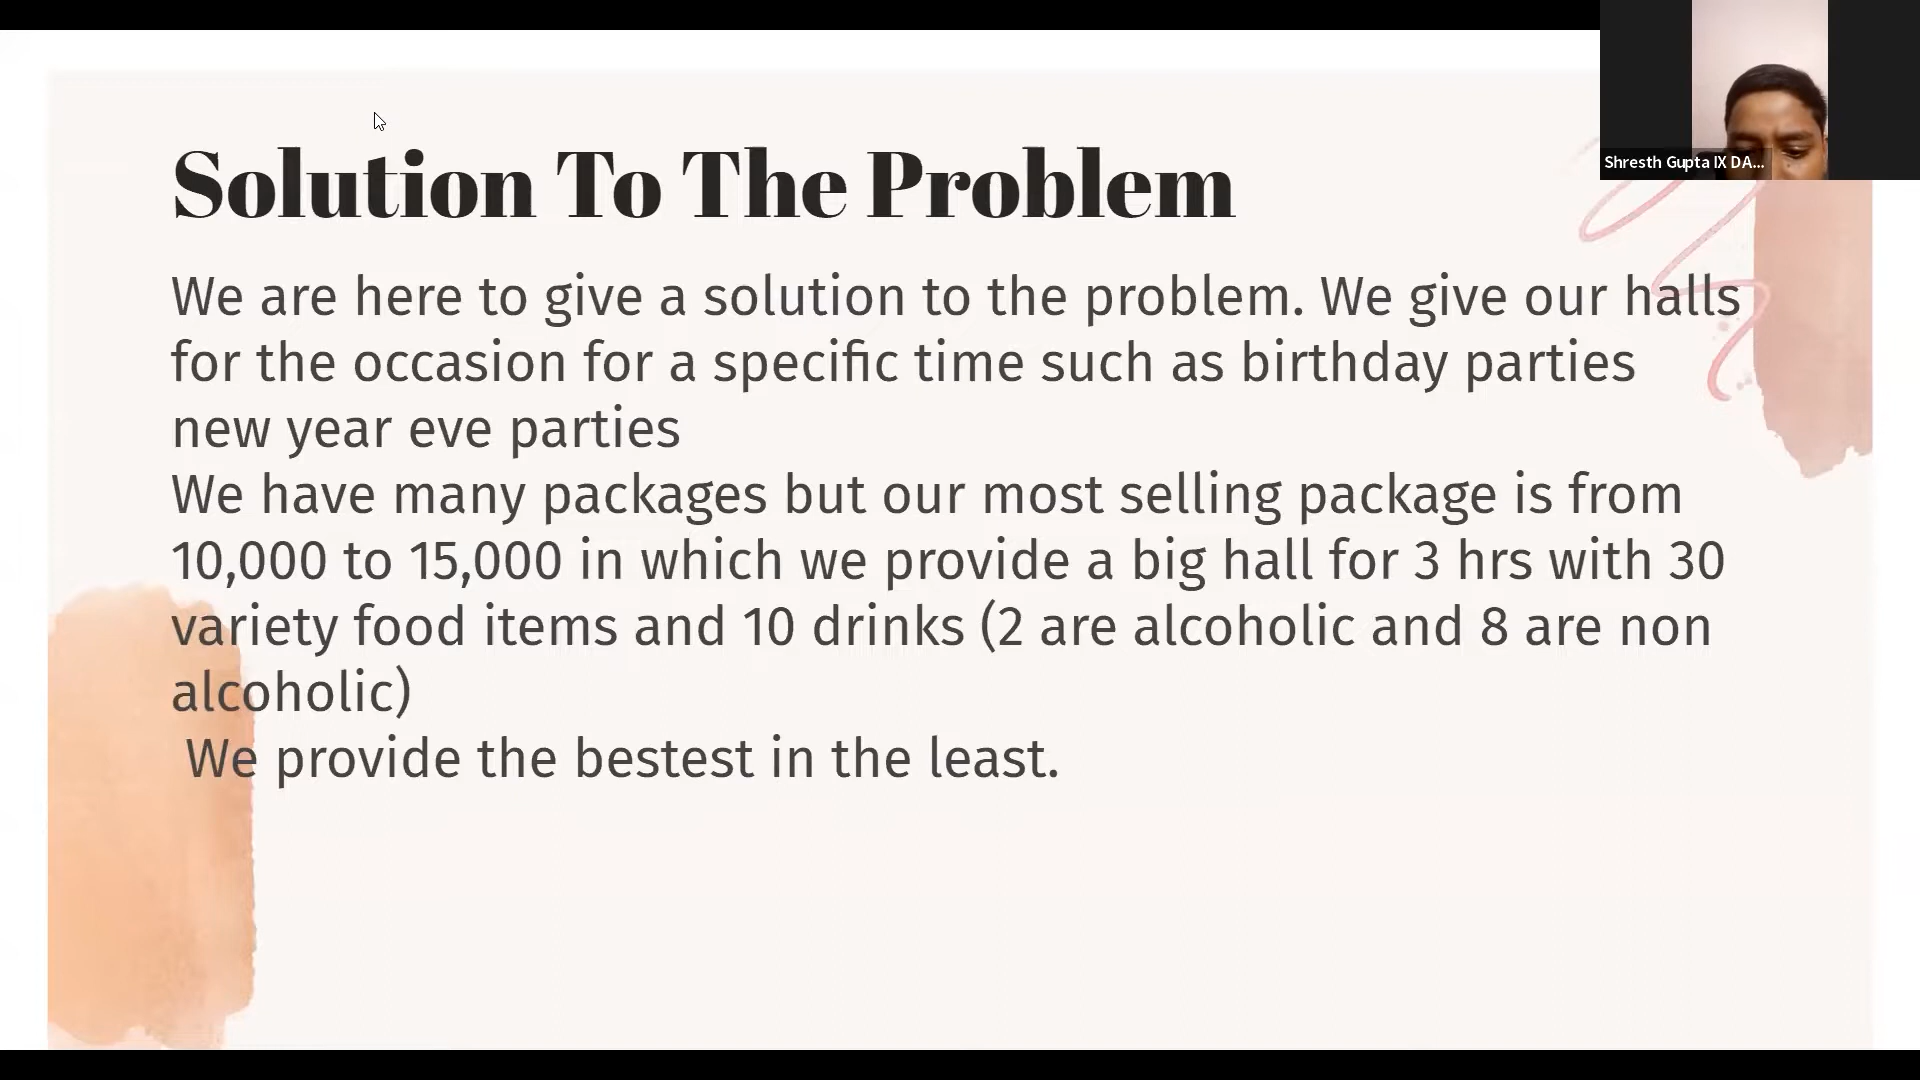 Shresth Gupta IX DA...
Solution To The Problem
We are here to give a solution to the problem. We give our halls
for the occasion for a specific time such as birthday parties
new year eve parties
We have many packages but our most selling package is from
10,000 to 15,000 in which we provide a big hall for 3 hrs with 30
variety food items and 10 drinks (2 are alcoholic and 8 are non
alcoholic)
We provide the bestest in the least.